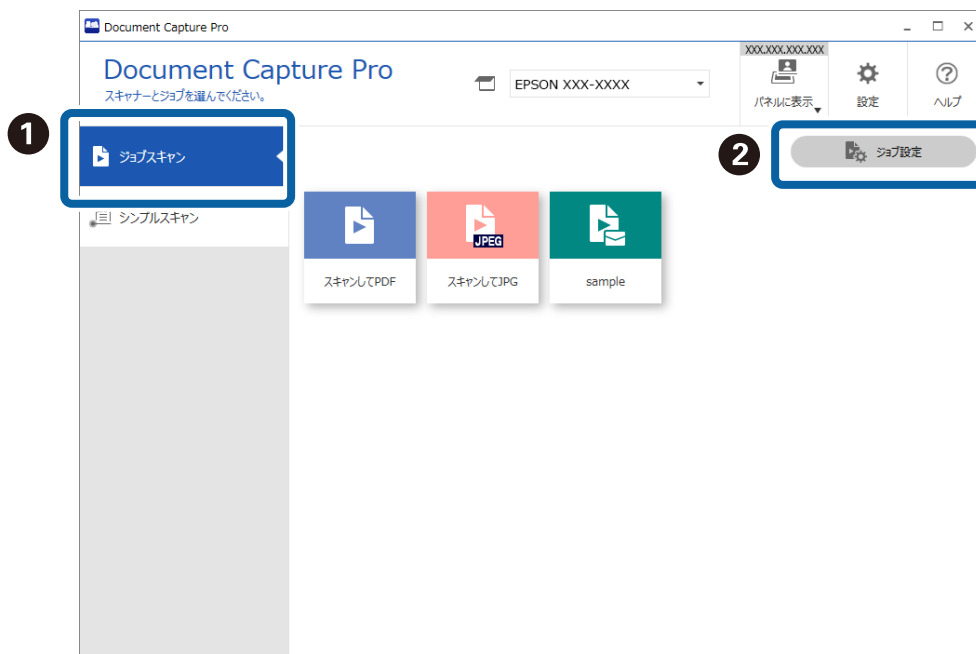 Document Capture Pro
Document Capture Pro
スキャナーとジョブを選んでください。
EPSON XXX-XXXX
XXX.XXX.XXX.XXX
パネルに表示
設定
ヘルプ
1
ジョブスキャン
2
ジョブ設定
シンプルスキャン
JPEG
スキャンしてPDF
スキャンしてJPG
sample